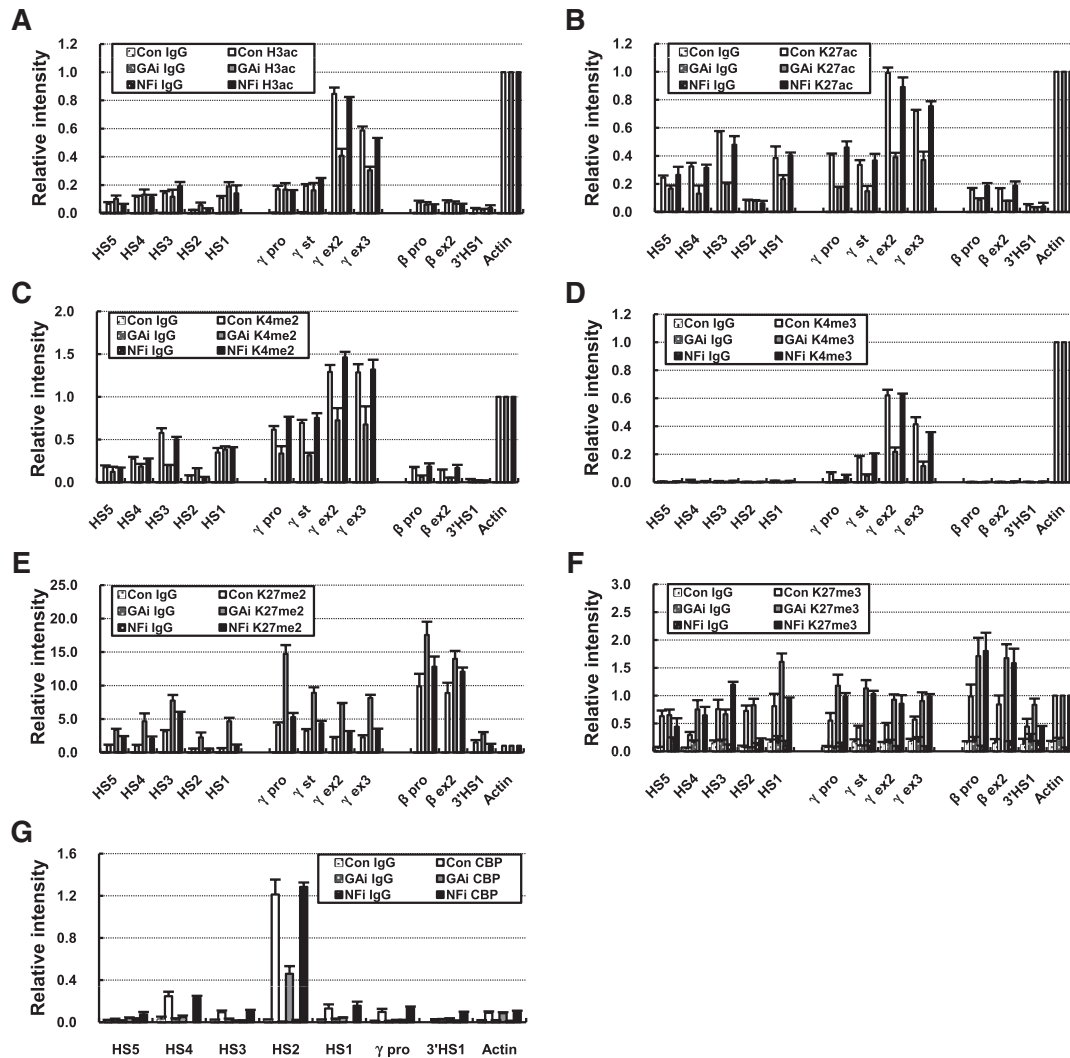 A
Relative intensity
1.2
1.0
0.8
0.6
0.4
0.2
0.0
Con IgG Con H3ac
GAi IgG GAi H3ac
NFi IgG NFi H3ac
HS5 HS4 HS3 HS2 HS1 γ pro γ st γ ex2 γ ex3 β pro β ex2 3'HS1 Actin
B
Relative intensity
1.2
1.0
0.8
0.6
0.4
0.2
0.0
Con IgG Con K27ac
GAi IgG GAi K27ac
NFi IgG NFi K27ac
HS5 HS4 HS3 HS2 HS1 γ pro γ st γ ex2 γ ex3 β pro β ex2 3'HS1 Actin
C
Relative intensity
2.0
1.5
1.0
0.5
0.0
Con IgG Con K4me2
GAi IgG GAi K4me2
NFi IgG NFi K4me2
HS5 HS4 HS3 HS2 HS1 γ pro γ st γ ex2 γ ex3 β pro β ex2 3'HS1 Actin
D
Relative intensity
1.2
1.0
0.8
0.6
0.4
0.2
0.0
Con IgG Con K4me3
GAi IgG GAi K4me3
NFi IgG NFi K4me3
HS5 HS4 HS3 HS2 HS1 γ pro γ st γ ex2 γ ex3 β pro β ex2 3'HS1 Actin
E
Relative intensity
25.0
20.0
15.0
10.0
5.0
0.0
Con IgG Con K27me2
GAi IgG GAi K27me2
NFi IgG NFi K27me2
HS5 HS4 HS3 HS2 HS1 γ pro γ st γ ex2 γ ex3 β pro β ex2 3'HS1 Actin
F
Relative intensity
3.0
2.5
2.0
1.5
1.0
0.5
0.0
Con IgG Con K27me3
GAi IgG GAi K27me3
NFi IgG NFi K27me3
HS5 HS4 HS3 HS2 HS1 γ pro γ st γ ex2 γ ex3 β pro β ex2 3'HS1 Actin
G
Relative intensity
1.6
1.2
0.8
0.4
0.0
Con IgG Con CBP
GAi IgG GAi CBP
NFi IgG NFi CBP
HS5 HS4 HS3 HS2 HS1 γ pro 3'HS1 Actin